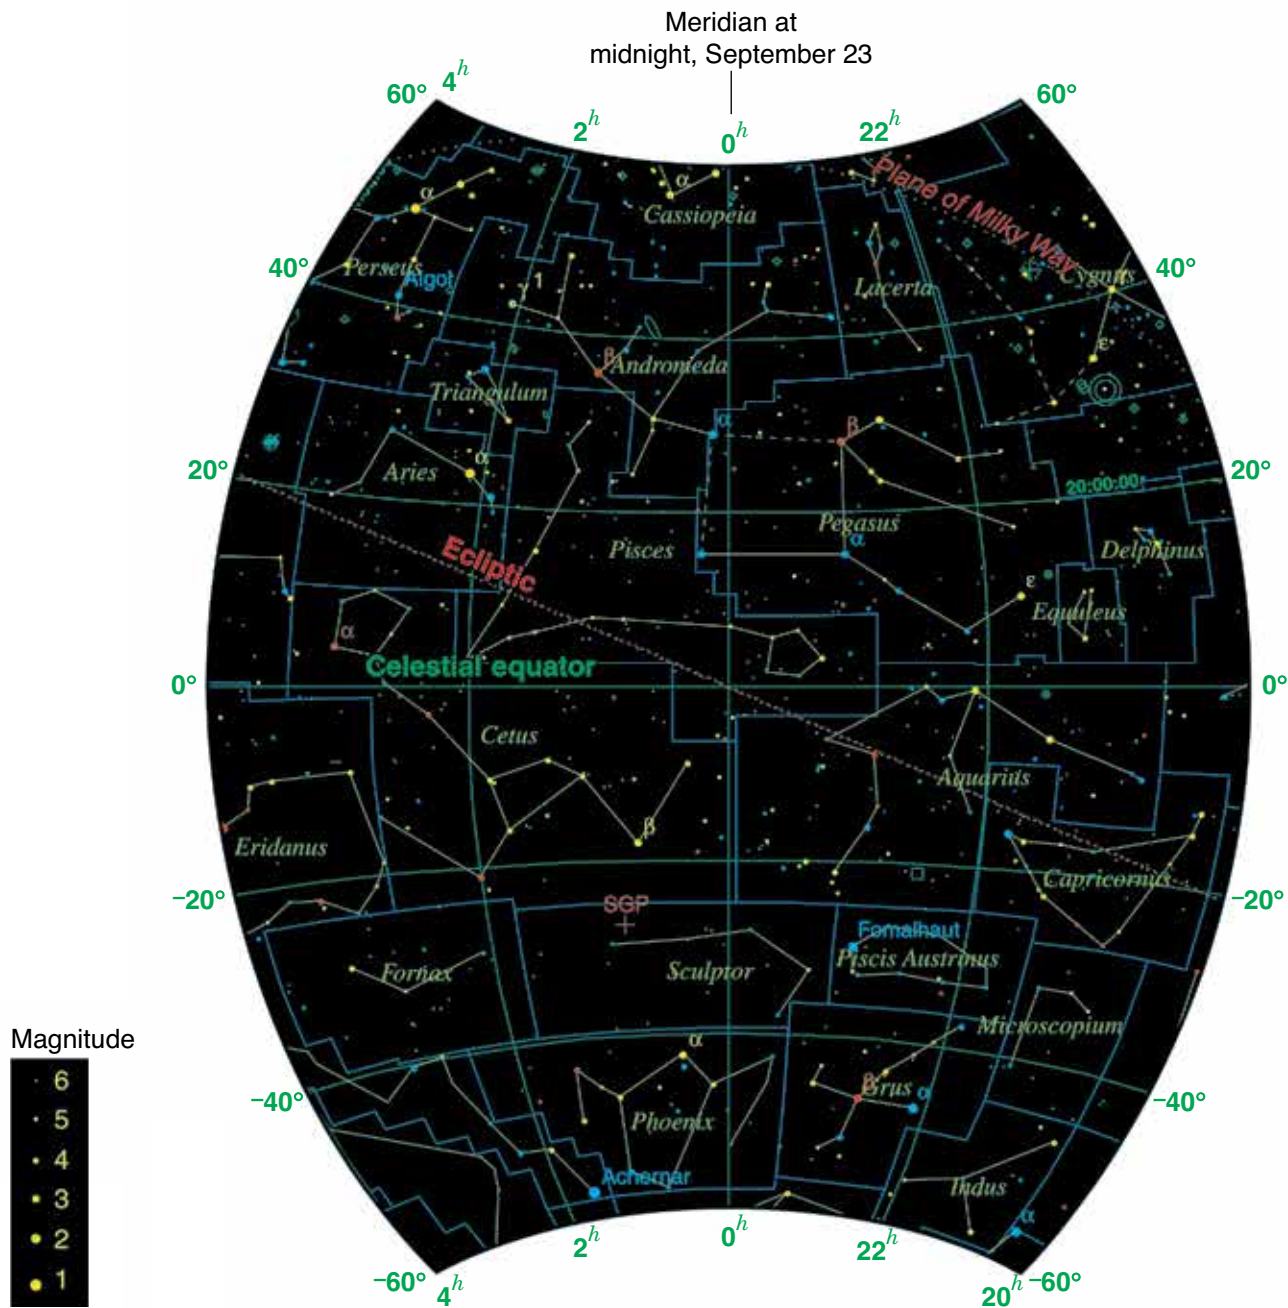 Meridian at
midnight, September 23
60° 4h
2h
0h
22h
60°
α
α
Plane of Milky Way
Cassiopeia
40°
Perseus
Algol
γ 1
Lacerta
Cygnus
40°
β
Andromeda
ε
β
Triangulum
α
β
20°
Aries
α
20:00:00
20°
Pegasus
Ecliptic
Pisces
α
Delphinus
ε
Equuleus
α
Celestial equator
0°
0°
Cetus
Aquarius
β
Eridanus
Capricornus
−20°
−20°
SGP
Fomalhaut
Fornax
Sculptor
Piscis Austrinus
Microscopium
Magnitude
α
6
β
Grus
α
−40°
−40°
5
Phoenix
4
Achernar
3
Indus
2
α
2h
0h
22h
1
−60°
4h
20h
−60°